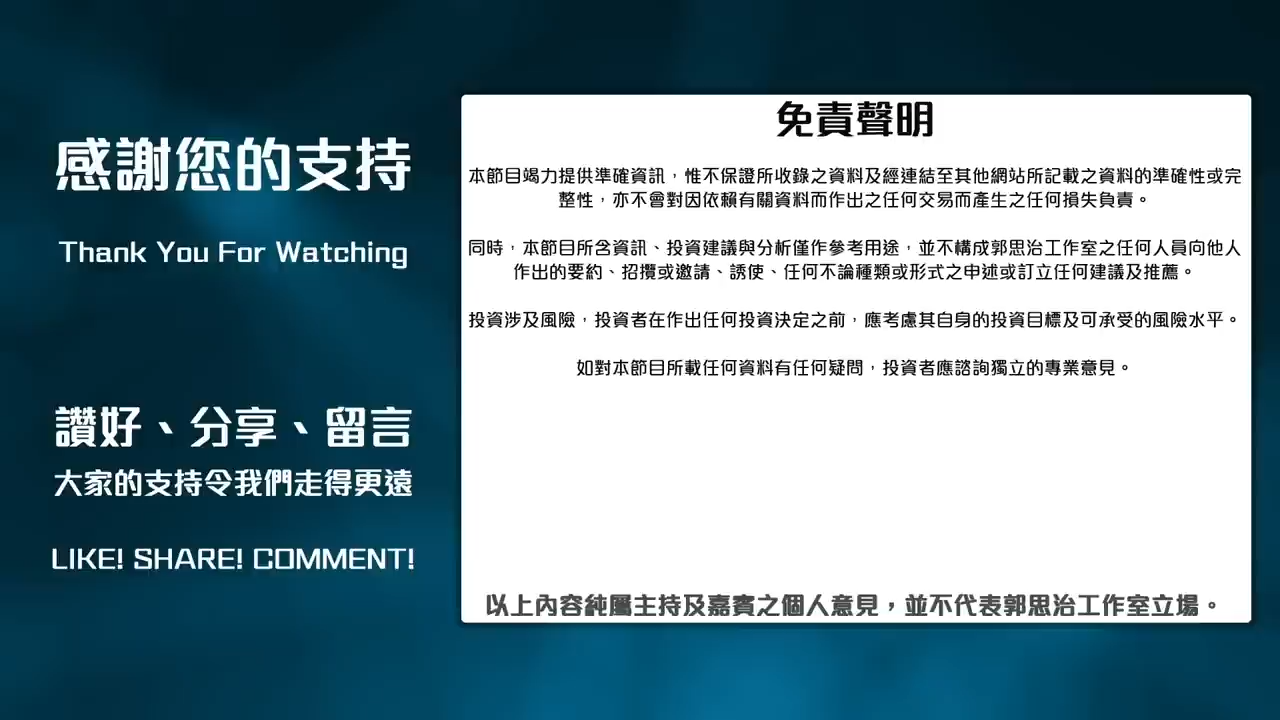 感謝您的支持
Thank You For Watching
讚好、分享、留言
大家的支持令我們走得更遠
LIKE! SHARE! COMMENT!
免責聲明
本節目竭力提供準確資訊，惟不保證所收錄之資料及經連結至其他網站所記載之資料的準確性或完
整性，亦不會對因依賴有關資料而作出之任何交易而產生之任何損失負責。
同時，本節目所含資訊、投資建議與分析僅作參考用途，並不構成郭思治工作室之任何人員向他人
作出的要約、招攬或邀請、誘使、任何不論種類或形式之申述或訂立任何建議及推薦。
投資涉及風險，投資者在作出任何投資決定之前，應考慮其自身的投資目標及可承受的風險水平。
如對本節目所載任何資料有任何疑問，投資者應諮詢獨立的專業意見。
以上內容純屬主持及嘉賓之個人意見，並不代表郭思治工作室立場。